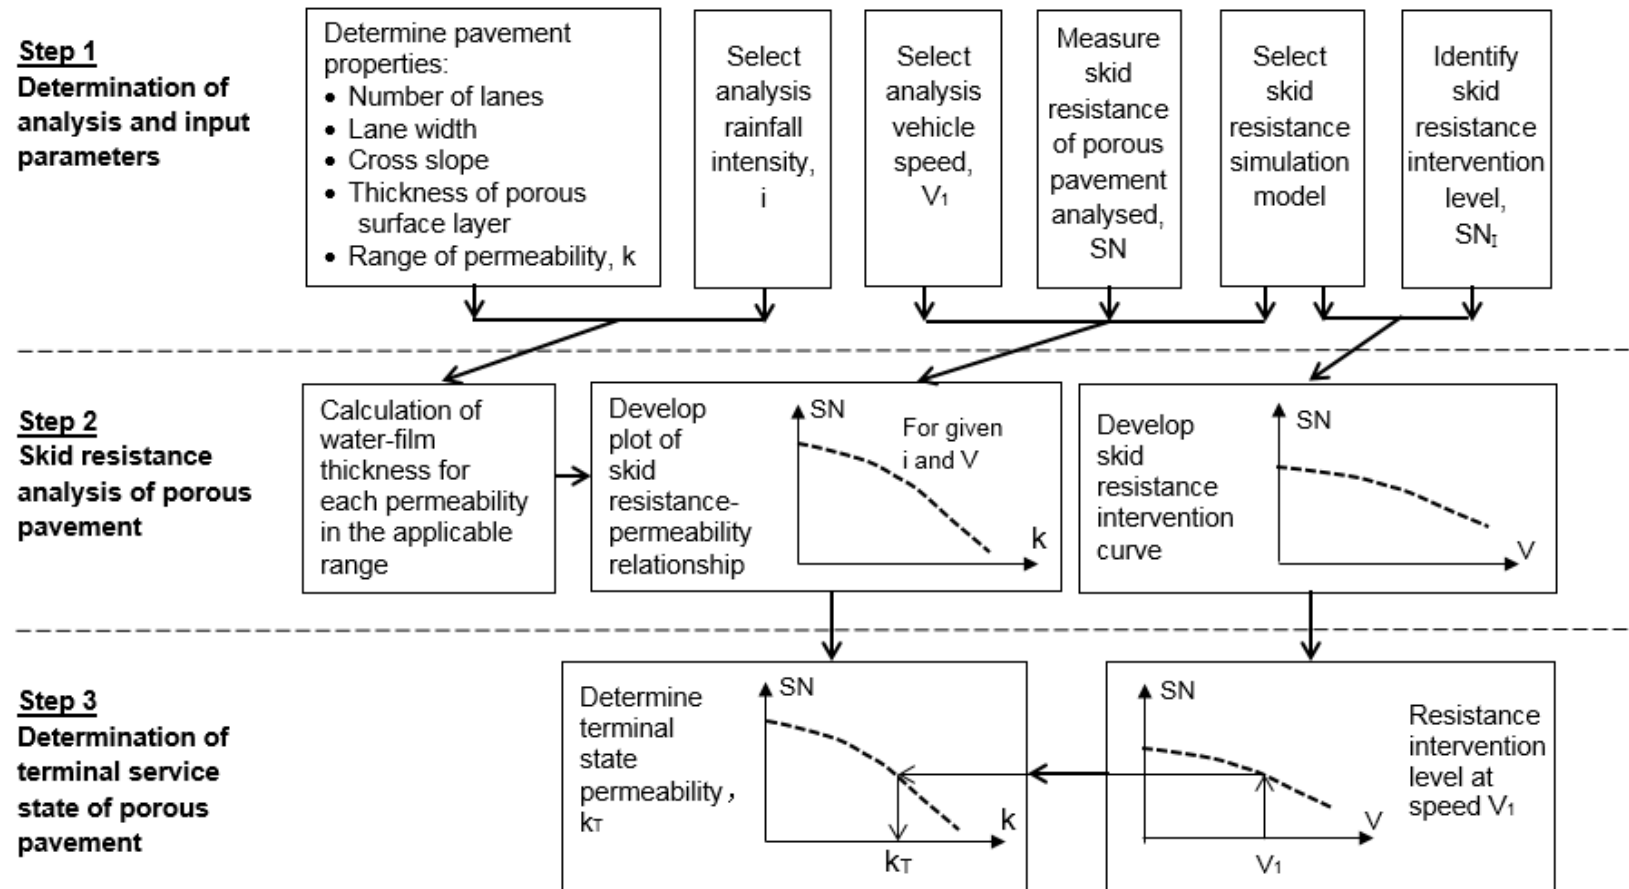 Step 1
Determination of
analysis and input
parameters
Determine pavement
properties:
• Number of lanes
• Lane width
• Cross slope
• Thickness of porous
surface layer
• Range of permeability, k
Select
analysis
rainfall
intensity,
i
Select
analysis
vehicle
speed,
V₁
Measure
skid
resistance
of porous
pavement
analysed,
SN
Select
skid
resistance
simulation
model
Identify
skid
resistance
intervention
level,
SN_I
Step 2
Skid resistance
analysis of porous
pavement
Calculation of
water-film
thickness for
each permeability
in the applicable
range
Develop
plot of
skid
resistance-
permeability
relationship
SN
For given
i and V
k
Develop
skid
resistance
intervention
curve
SN
V
Step 3
Determination of
terminal service
state of porous
pavement
Determine
terminal
state
permeability,
k_T
SN
k
k_T
SN
V
V₁
Resistance
intervention
level at
speed V₁